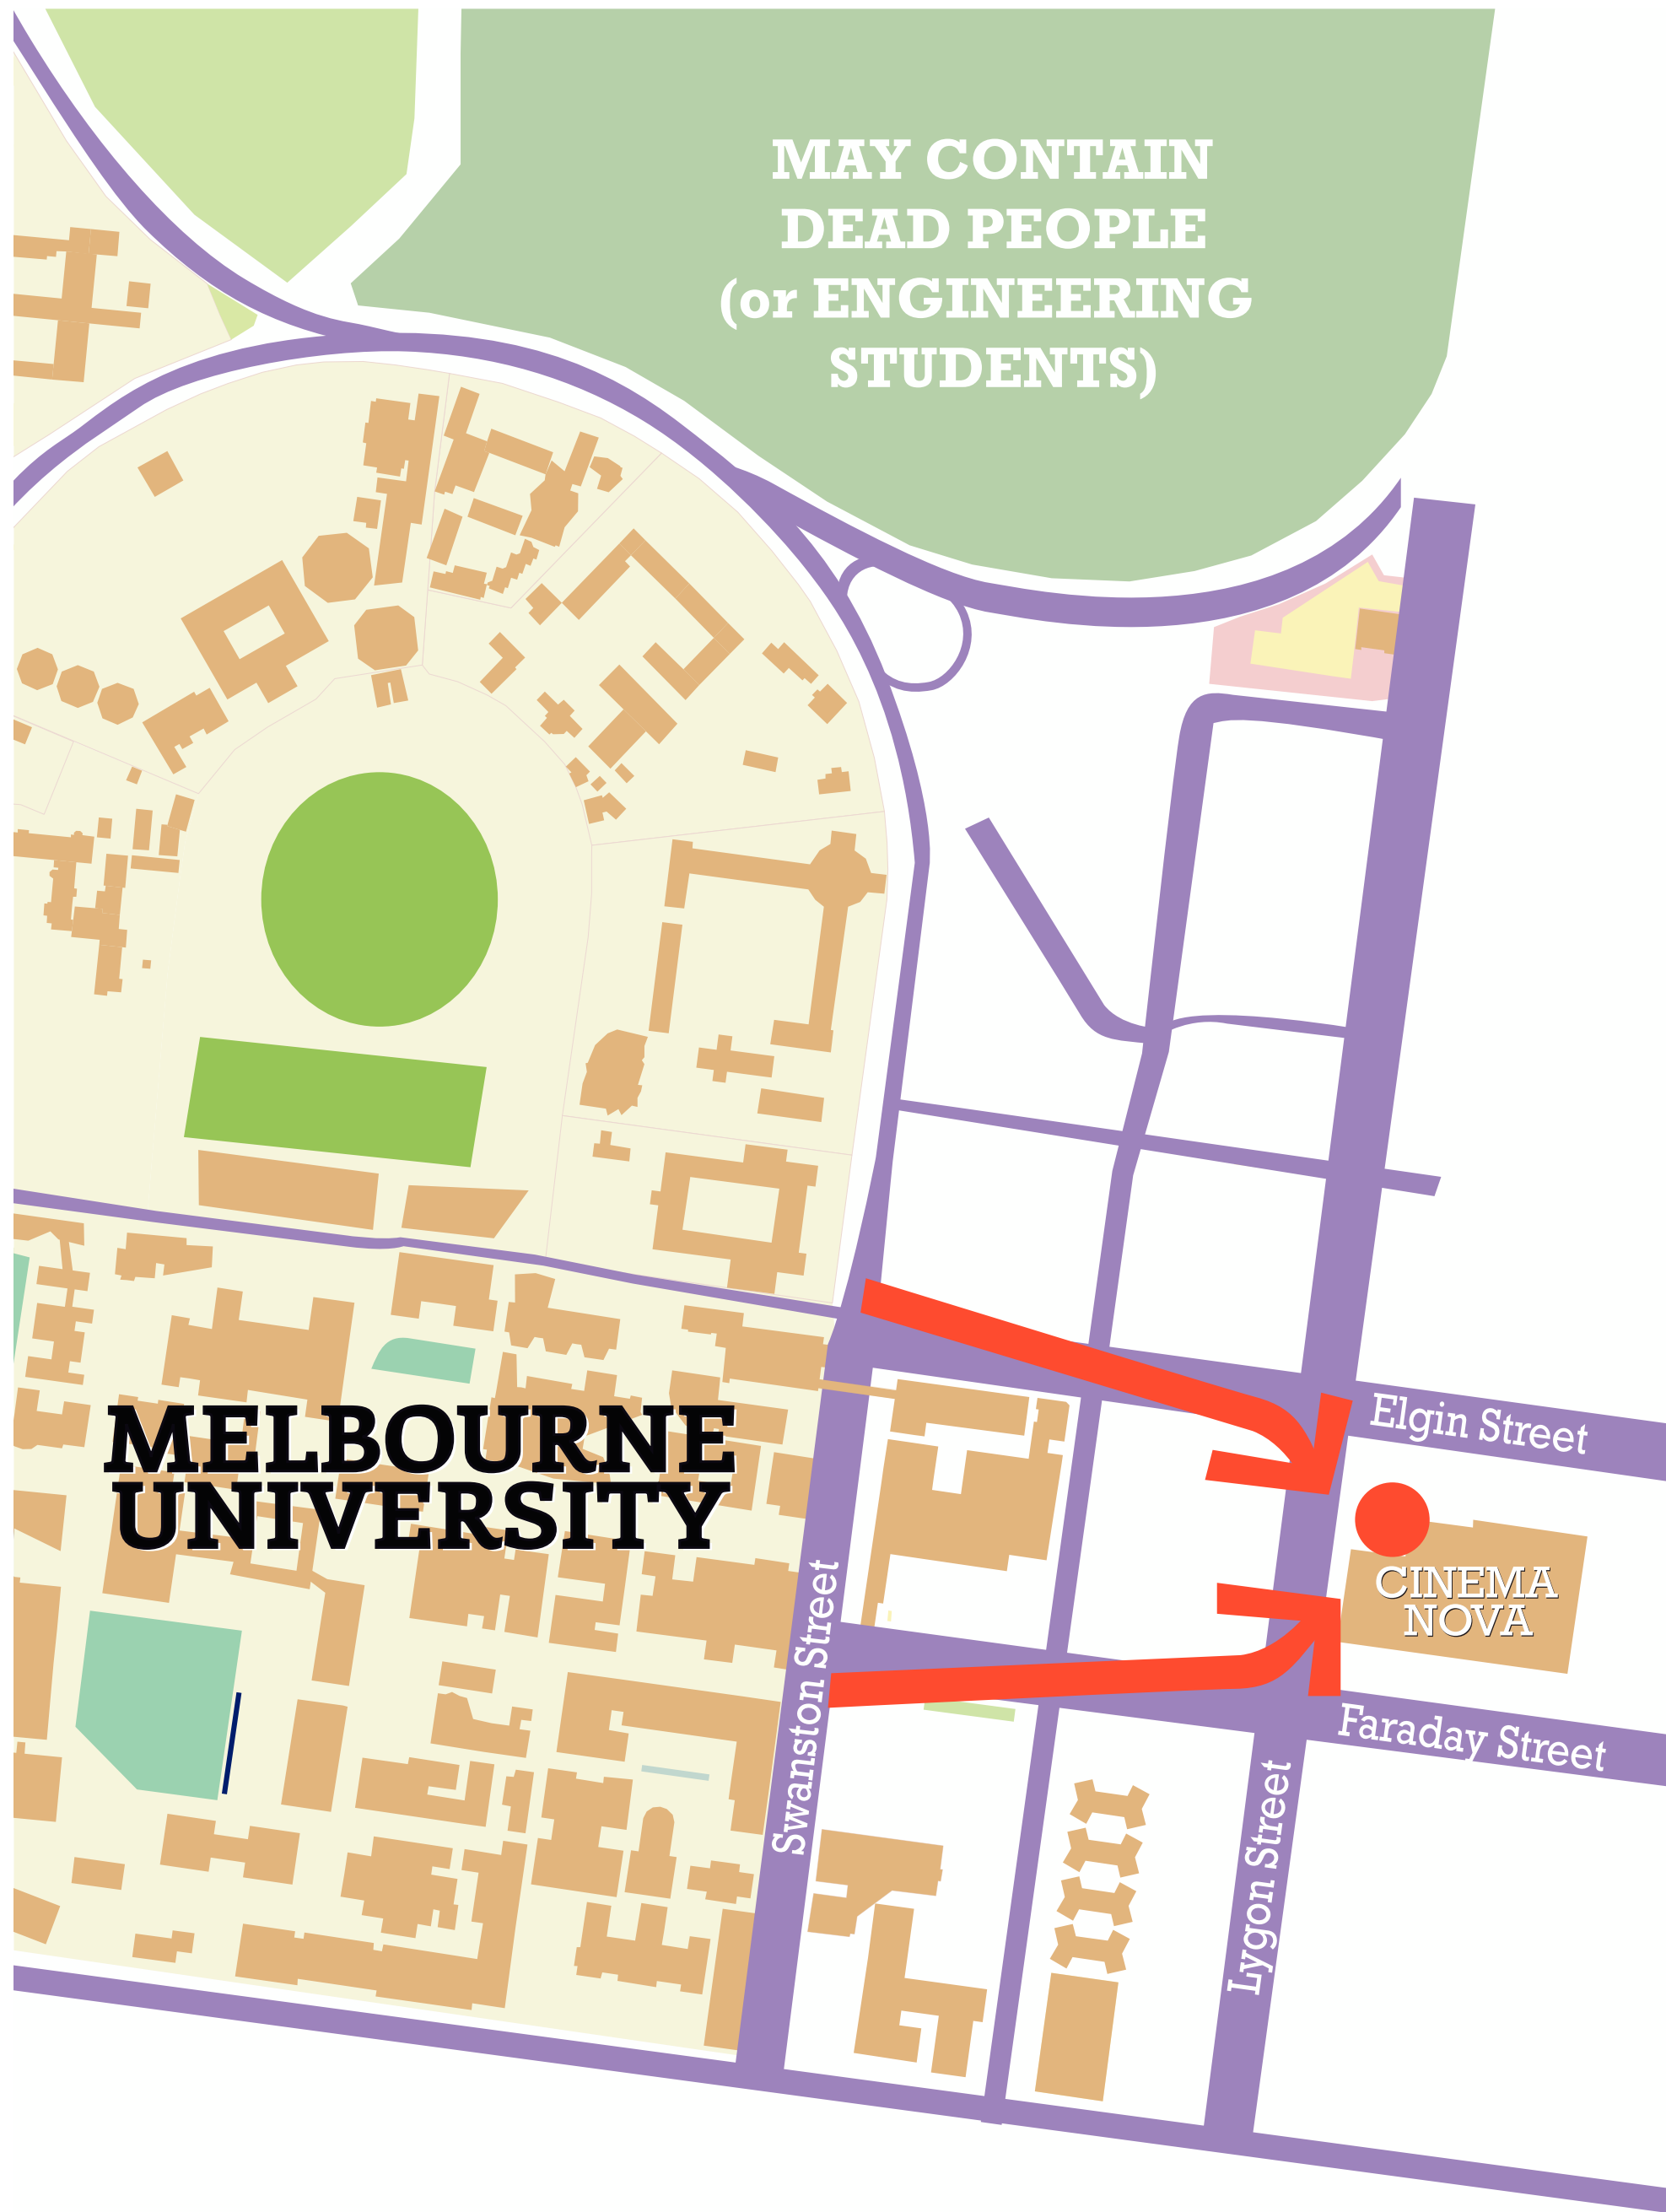 MAY CONTAIN
DEAD PEOPLE
(or ENGINEERING
STUDENTS)
MELBOURNE
UNIVERSITY
Elgin Street
CINEMA
NOVA
Swanston Street
Faraday Street
Lygon Street